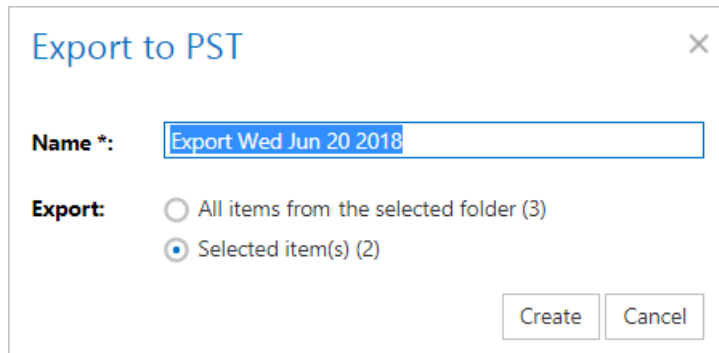 Export to PST
Name *: Export Wed Jun 20 2018
Export: All items from the selected folder (3)
Selected item(s) (2)
Create Cancel